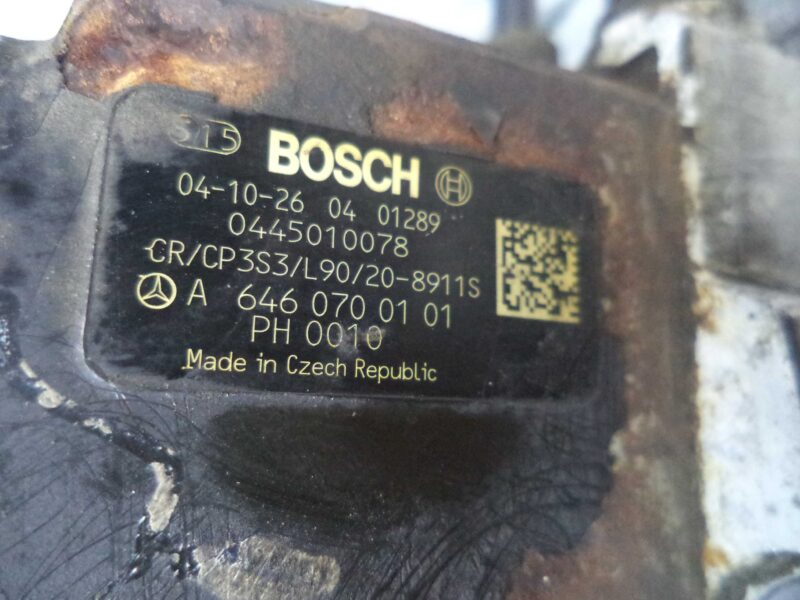 315
BOSCH
04-10-26 04 01289
0445010078
CR/CP3S3/L90/20-8911S
A 646 070 01 01
PH 0010
Made in Czech Republic